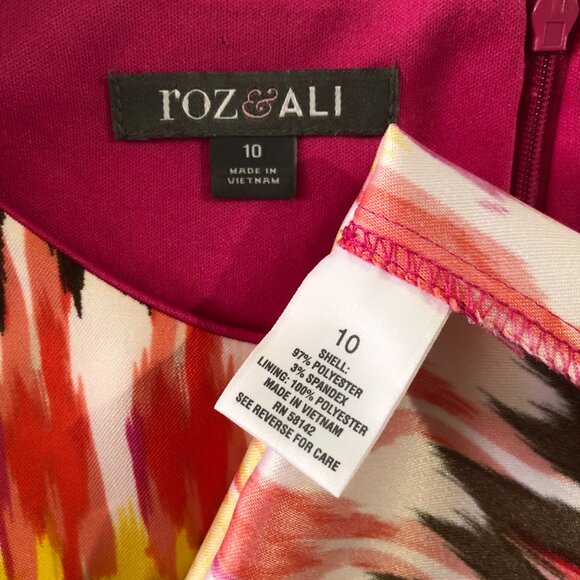 roz&ALI
10
MADE IN
VIETNAM
10
SHELL:
97% POLYESTER
3% SPANDEX
LINING: 100% POLYESTER
MADE IN VIETNAM
RN 58142
SEE REVERSE FOR CARE